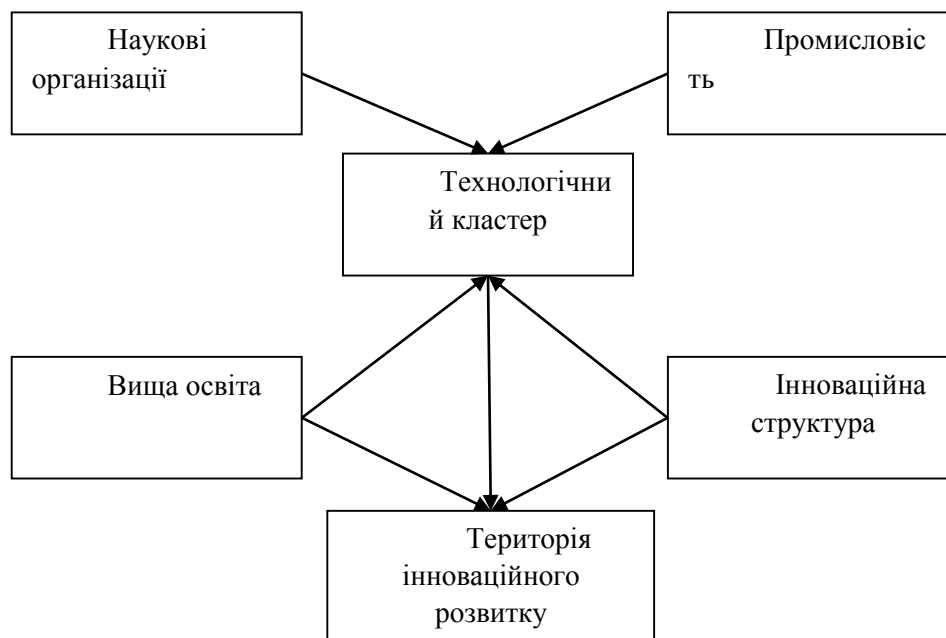 Наукові
організації
Промисловіс
ть
Технологічни
й кластер
Вища освіта
Інноваційна
структура
Територія
інноваційного
розвитку